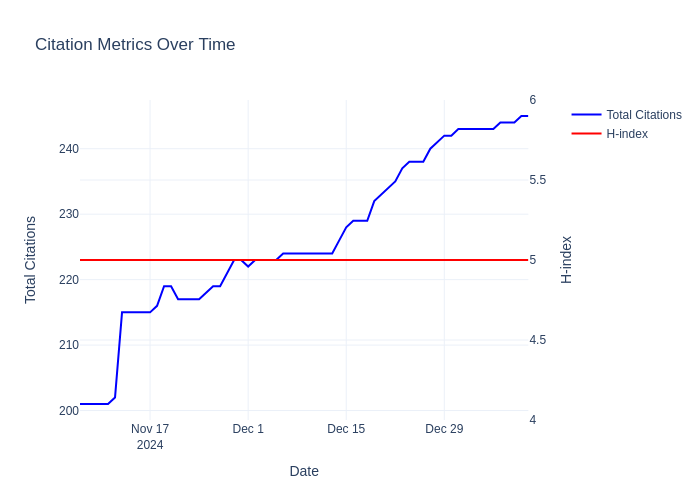 Citation Metrics Over Time
Total Citations
H-index
6
5.5
5
4.5
4
240
230
220
210
200
Total Citations
H-index
Nov 17
2024
Dec 1
Dec 15
Dec 29
Date